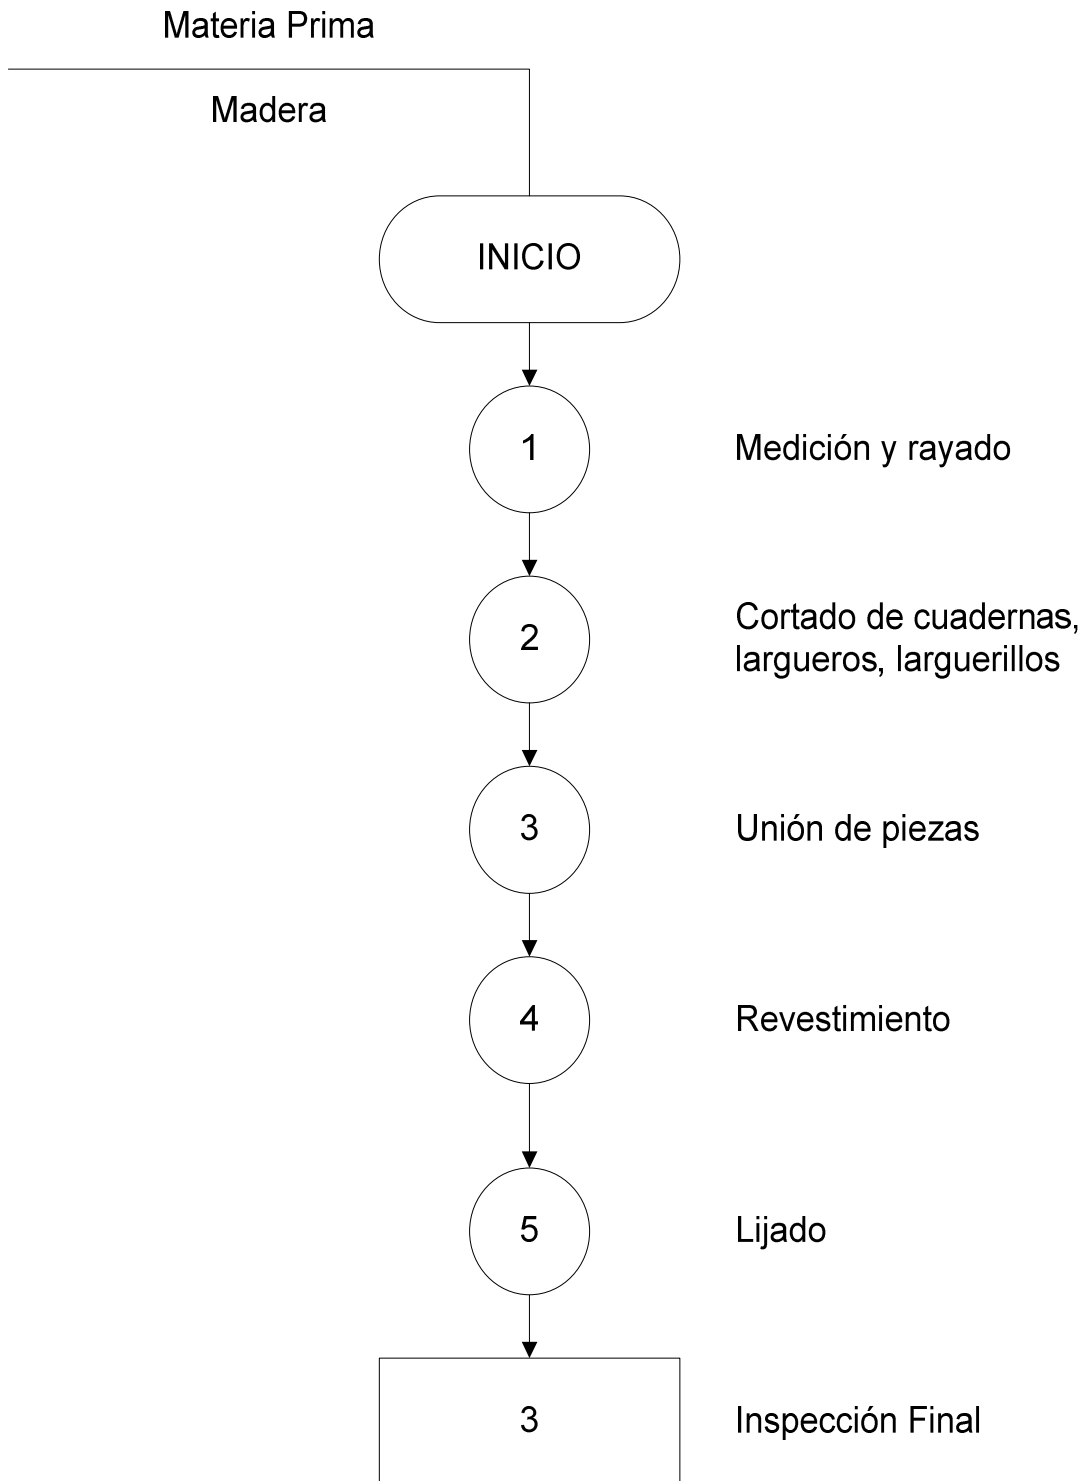 Materia Prima
Madera
INICIO
1
Medición y rayado
2
Cortado de cuadernas,
largueros, larguerillos
3
Unión de piezas
4
Revestimiento
5
Lijado
3
Inspección Final